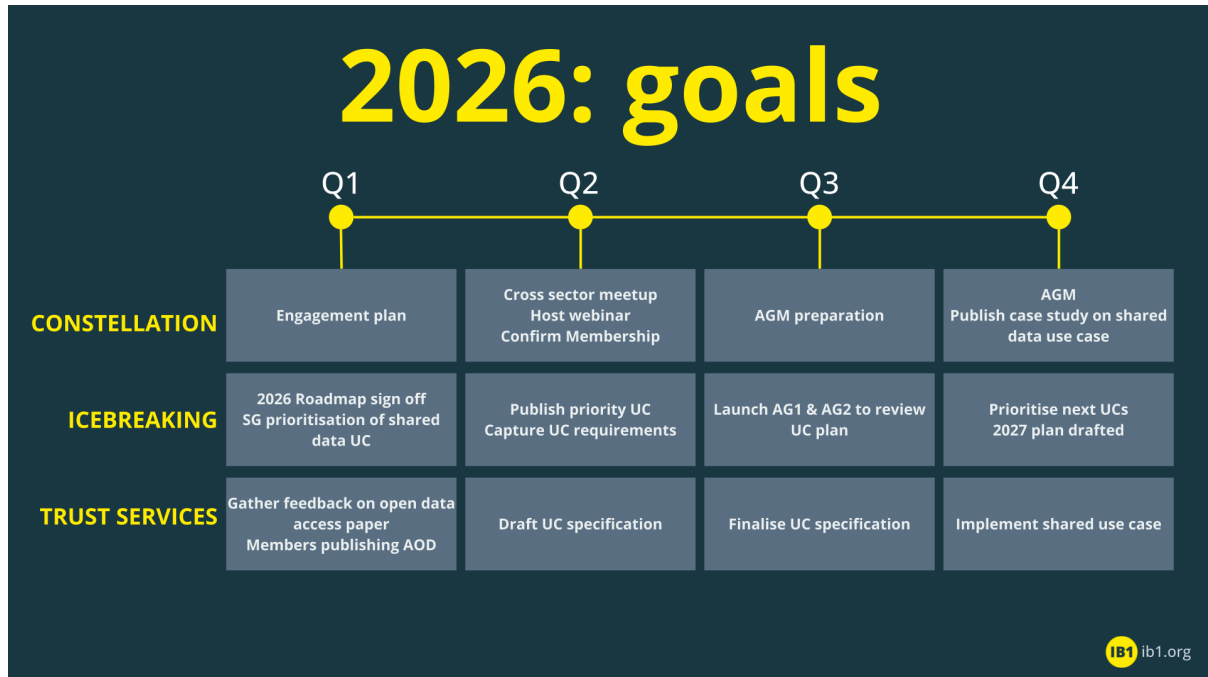 2026: goals
Q1
Q2
Q3
Q4
CONSTELLATION
Engagement plan
Cross sector meetup
Host webinar
Confirm Membership
AGM preparation
AGM
Publish case study on shared
data use case
ICEBREAKING
2026 Roadmap sign off
SG prioritisation of shared
data UC
Publish priority UC
Capture UC requirements
Launch AG1 & AG2 to review
UC plan
Prioritise next UCs
2027 plan drafted
TRUST SERVICES
Gather feedback on open data
access paper
Members publishing AOD
Draft UC specification
Finalise UC specification
Implement shared use case
IB1 ib1.org